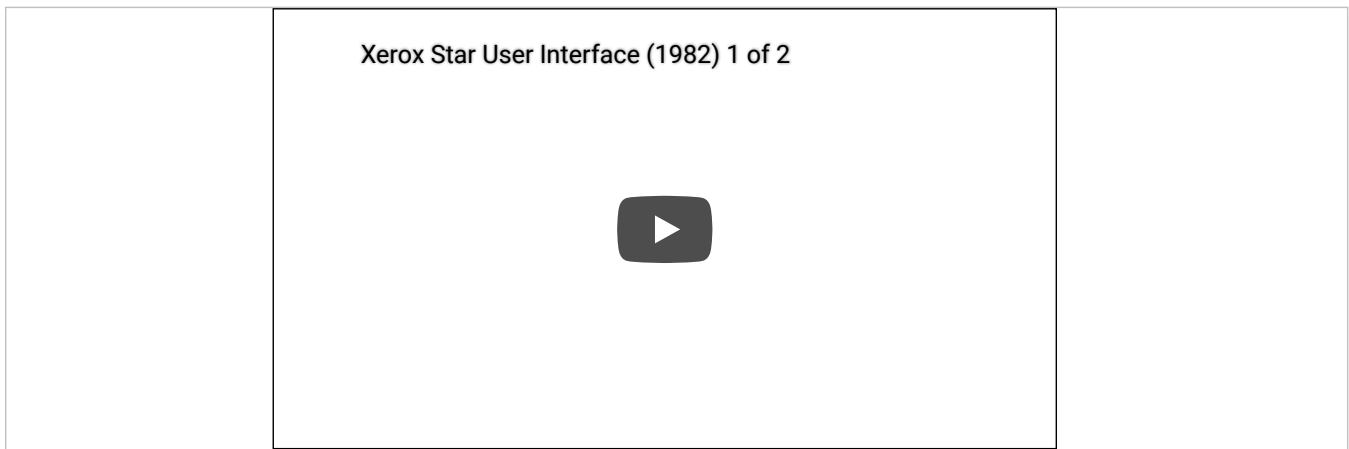 Xerox Star User Interface (1982) 1 of 2